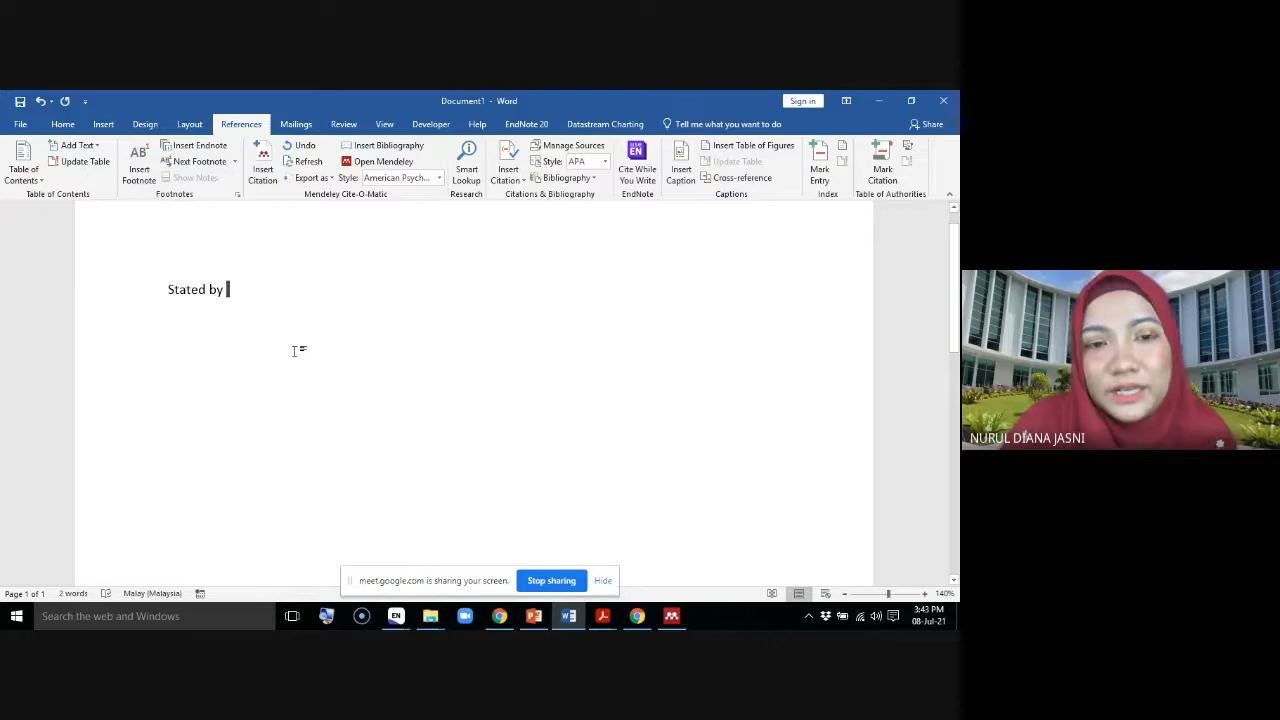 Document1 - Word
Sign in
File Home Insert Design Layout References Mailings Review View Developer Help EndNote 20 Datastream Charting Tell me what you want to do Share
Table of Contents
Add Text
Update Table
Table of Contents
AB1
Insert Footnote
Insert Endnote
Next Footnote
Show Notes
Footnotes
Insert Citation
Undo
Refresh
Export as
Insert Bibliography
Open Mendeley
Style: American Psych...
Mendeley Cite-O-Matic
Smart Lookup
Research
Insert Citation
Manage Sources
Style: APA
Bibliography
Citations & Bibliography
EN
Cite While You Write
EndNote
Insert Caption
Insert Table of Figures
Update Table
Cross-reference
Captions
Mark Entry
Index
Mark Citation
Table of Authorities
Stated by
NURUL DIANA JASNI
meet.google.com is sharing your screen. Stop sharing Hide
Page 1 of 1 2 words Malay (Malaysia) 140%
Search the web and Windows
EN
3:43 PM
08-Jul-21